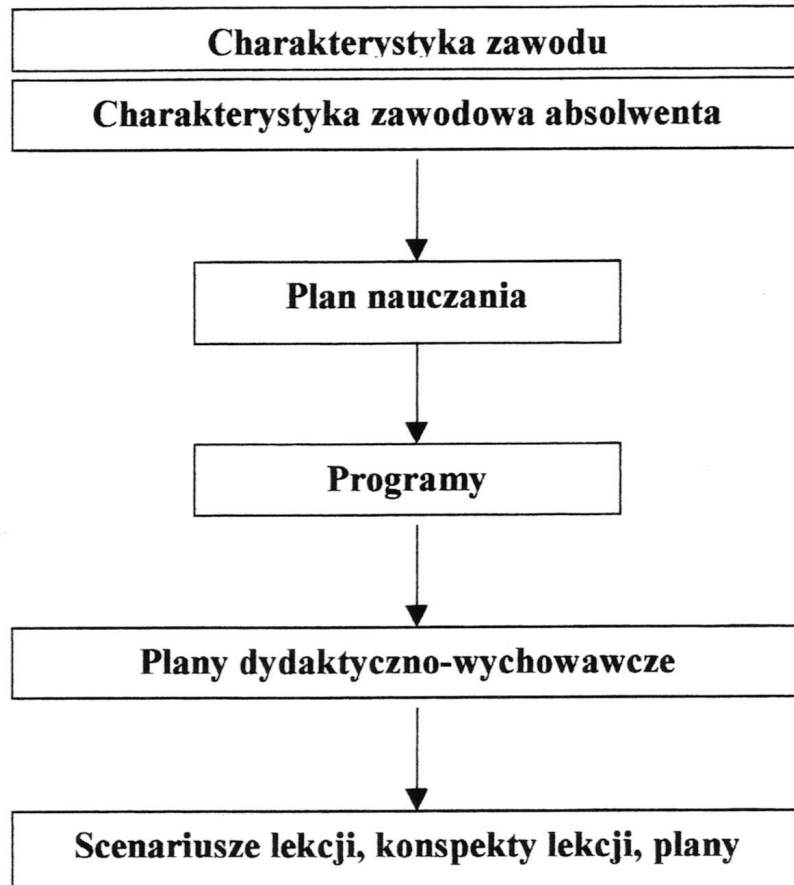 Charakterystyka zawodu
Charakterystyka zawodowa absolwenta
Plan nauczania
Programy
Plany dydaktyczno-wychowawcze
Scenariusze lekcji, konspekty lekcji, plany